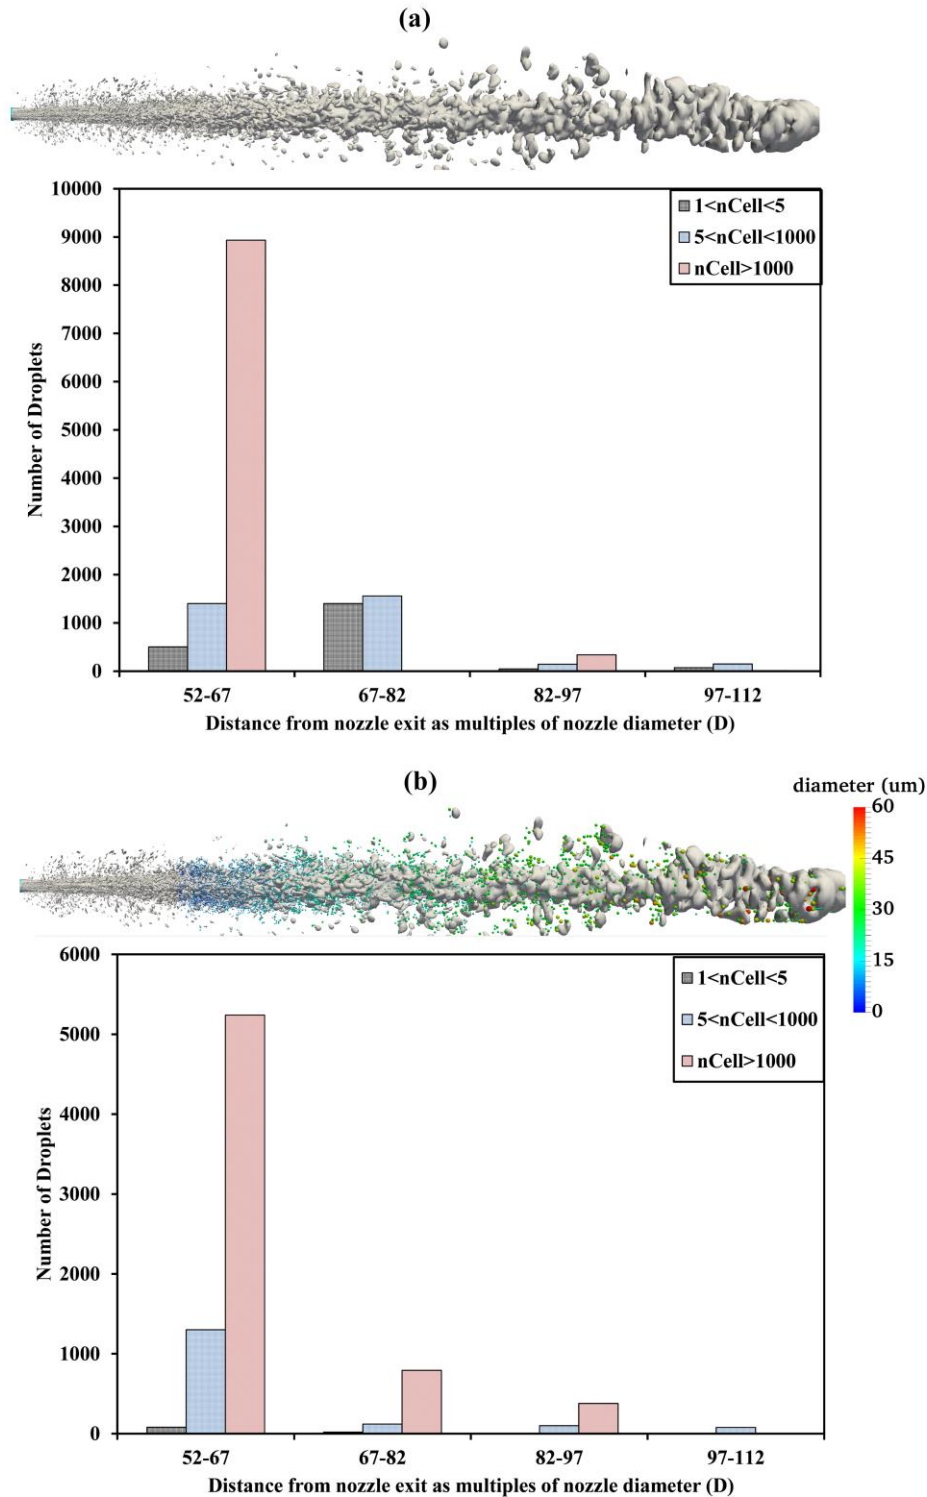 (a)
10000
9000
8000
7000
6000
5000
4000
3000
2000
1000
0
Number of Droplets
1<nCell<5
5<nCell<1000
nCell>1000
52-67 67-82 82-97 97-112
Distance from nozzle exit as multiples of nozzle diameter (D)
(b)
diameter (um)
60
45
30
15
0
6000
5000
4000
3000
2000
1000
0
Number of Droplets
1<nCell<5
5<nCell<1000
nCell>1000
52-67 67-82 82-97 97-112
Distance from nozzle exit as multiples of nozzle diameter (D)